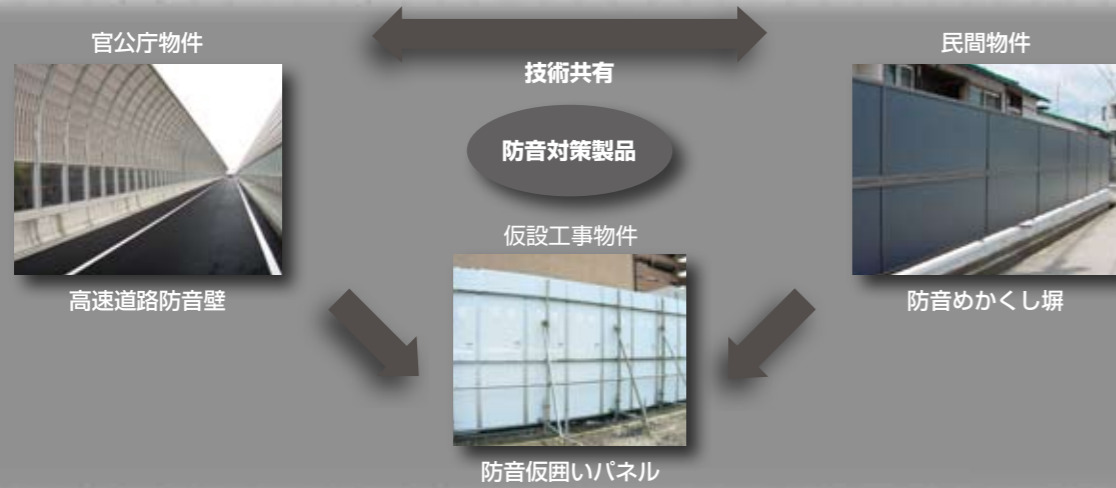 官公庁物件
民間物件
技術共有
防音対策製品
仮設工事物件
高速道路防音壁
防音めかくし塀
防音仮囲いパネル